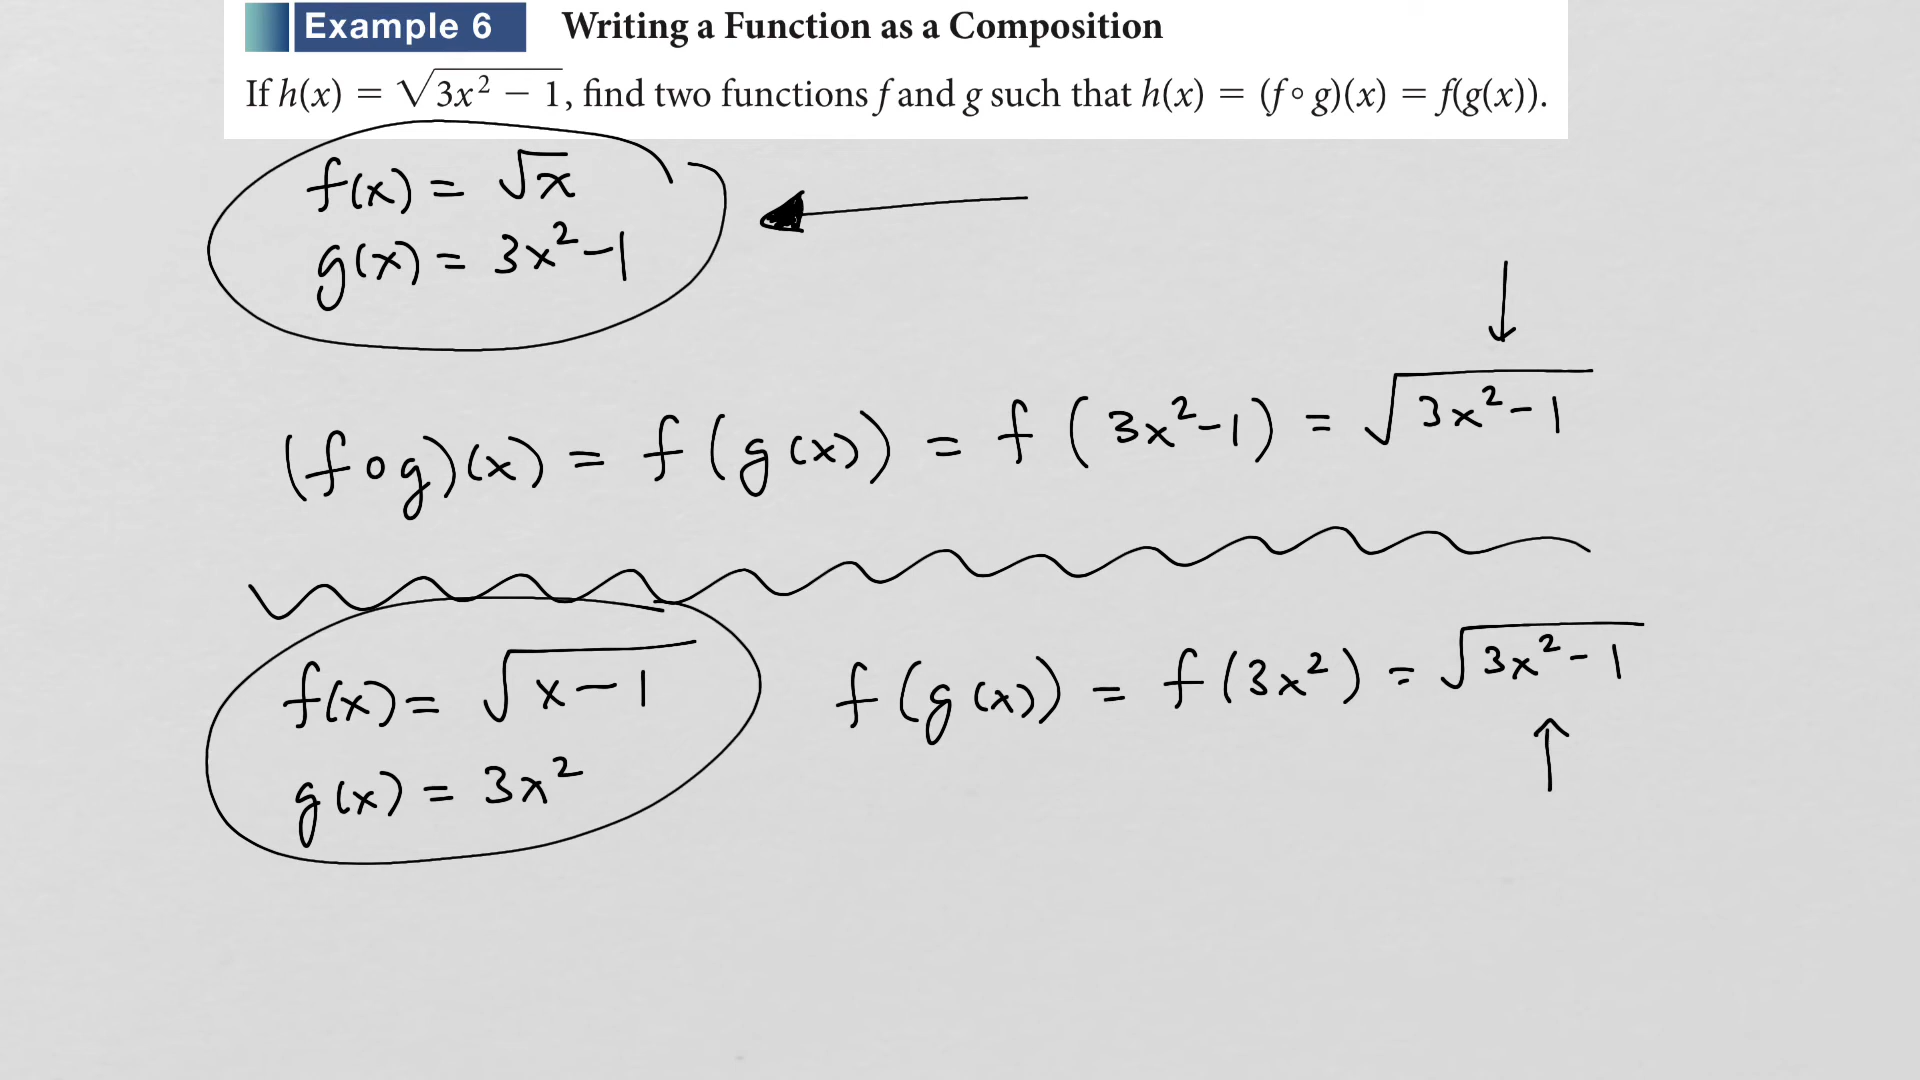 Example 6 Writing a Function as a Composition
If h(x) = √(3x² − 1), find two functions f and g such that h(x) = (f∘g)(x) = f(g(x)).
f(x) = √x
g(x) = 3x²−1
(f∘g)(x) = f(g(x)) = f(3x²−1) = √(3x²−1)
f(x) = √(x−1) f(g(x)) = f(3x²) = √(3x²−1)
g(x) = 3x²